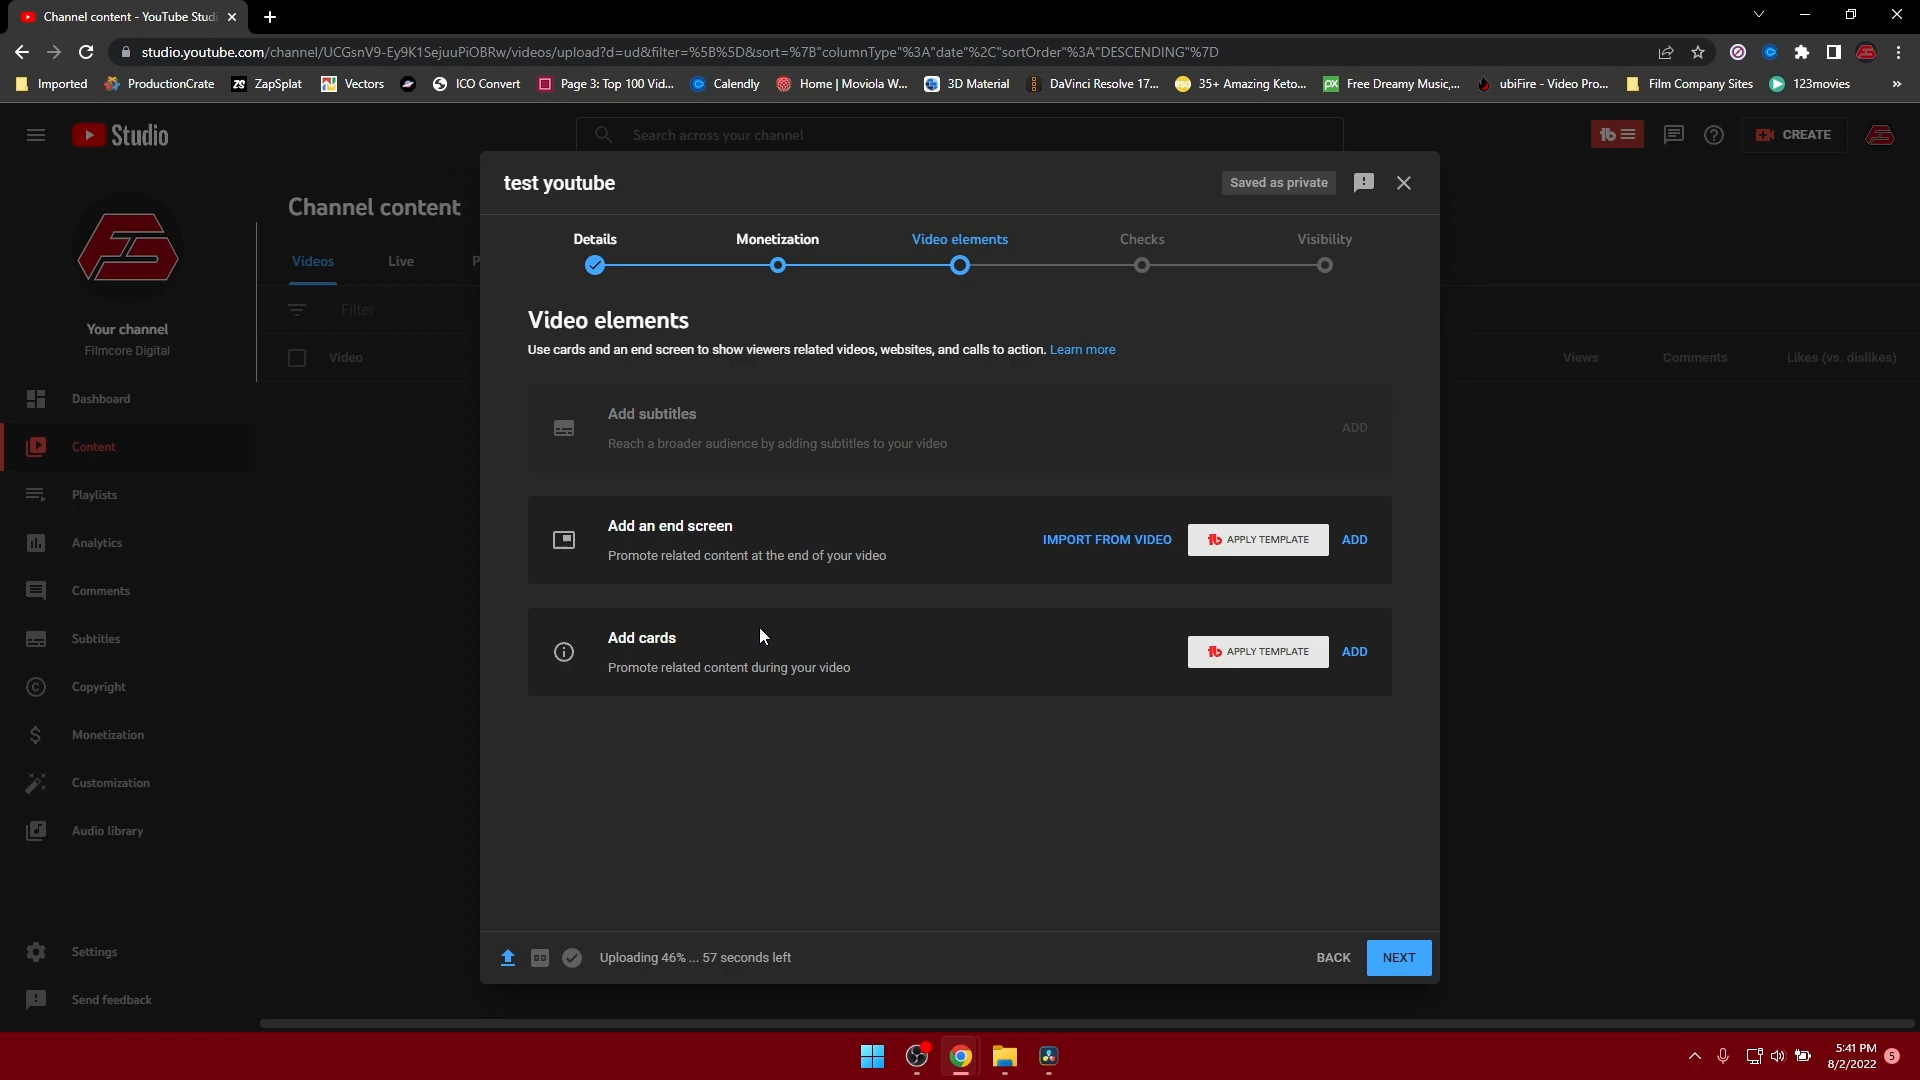 Channel content - YouTube Studi
studio.youtube.com/channel/UCGsnV9-Ey9K1SejuuPiOBRw/videos/upload?d=ud&filter=%5B%5D&sort=%7B"columnType"%3A"date"%2C"sortOrder"%3A"DESCENDING"%7D
Imported ProductionCrate ZS ZapSplat Vectors ICO Convert Page 3: Top 100 Vid... Calendly Home | Moviola W... 3D Material DaVinci Resolve 17... 35+ Amazing Keto... PX Free Dreamy Music,... ubiFire - Video Pro... Film Company Sites 123movies »
Studio
Search across your channel
CREATE
test youtube
Saved as private
Channel content
Details Monetization Video elements Checks Visibility
Videos Live P
Filter
Your channel
Filmcore Digital
Video
Views Comments Likes (vs. dislikes)
Video elements
Use cards and an end screen to show viewers related videos, websites, and calls to action. Learn more
Add subtitles
Reach a broader audience by adding subtitles to your video
ADD
Add an end screen
Promote related content at the end of your video
IMPORT FROM VIDEO
APPLY TEMPLATE
ADD
Add cards
Promote related content during your video
APPLY TEMPLATE
ADD
Dashboard
Content
Playlists
Analytics
Comments
Subtitles
Copyright
Monetization
Customization
Audio library
Settings
Send feedback
Uploading 46% ... 57 seconds left
BACK
NEXT
5:41 PM
8/2/2022
5